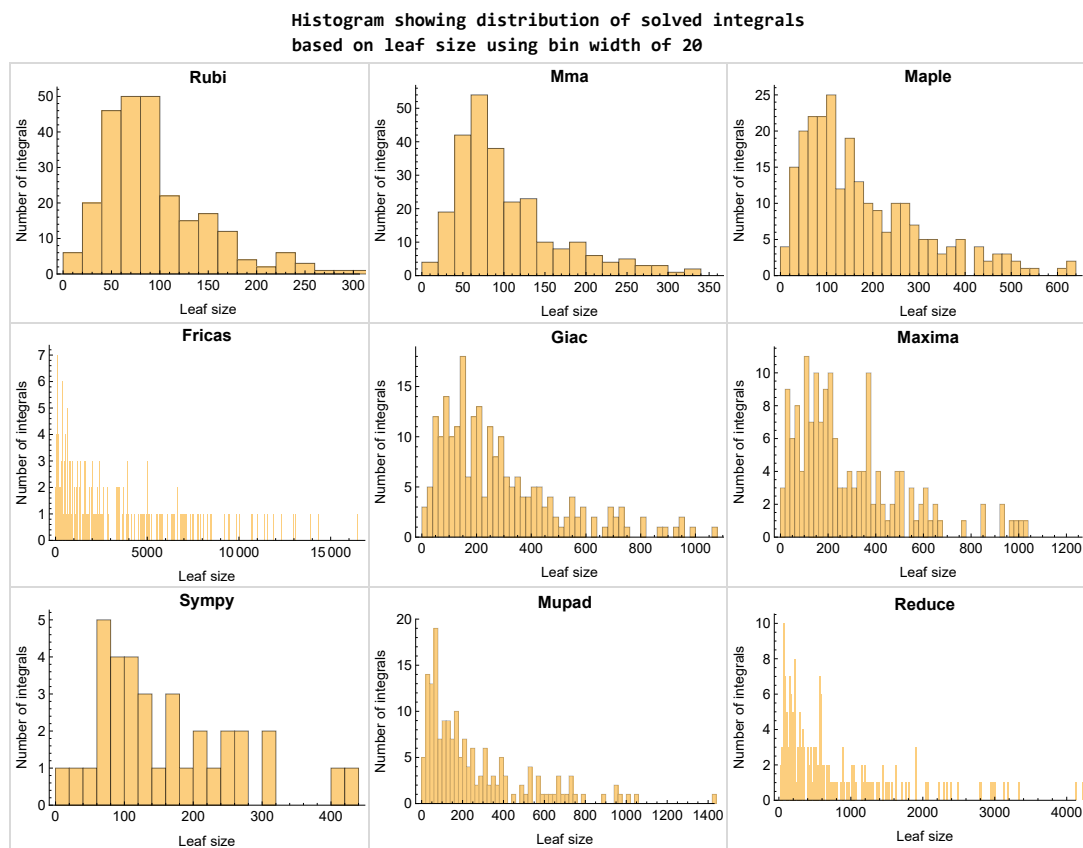 Histogram showing distribution of solved integrals
based on leaf size using bin width of 20
Rubi
Number of integrals
50
40
30
20
10
0
0 50 100 150 200 250 300
Leaf size
Mma
Number of integrals
50
40
30
20
10
0
0 50 100 150 200 250 300 350
Leaf size
Maple
Number of integrals
25
20
15
10
5
0
0 100 200 300 400 500 600
Leaf size
Fricas
Number of integrals
7
6
5
4
3
2
1
0
0 5000 10000 15000
Leaf size
Giac
Number of integrals
15
10
5
0
0 200 400 600 800 1000
Leaf size
Maxima
Number of integrals
10
8
6
4
2
0
0 200 400 600 800 1000 1200
Leaf size
Sympy
Number of integrals
5
4
3
2
1
0
0 100 200 300 400
Leaf size
Mupad
Number of integrals
20
15
10
5
0
0 200 400 600 800 1000 1200 1400
Leaf size
Reduce
Number of integrals
10
8
6
4
2
0
0 1000 2000 3000 4000
Leaf size